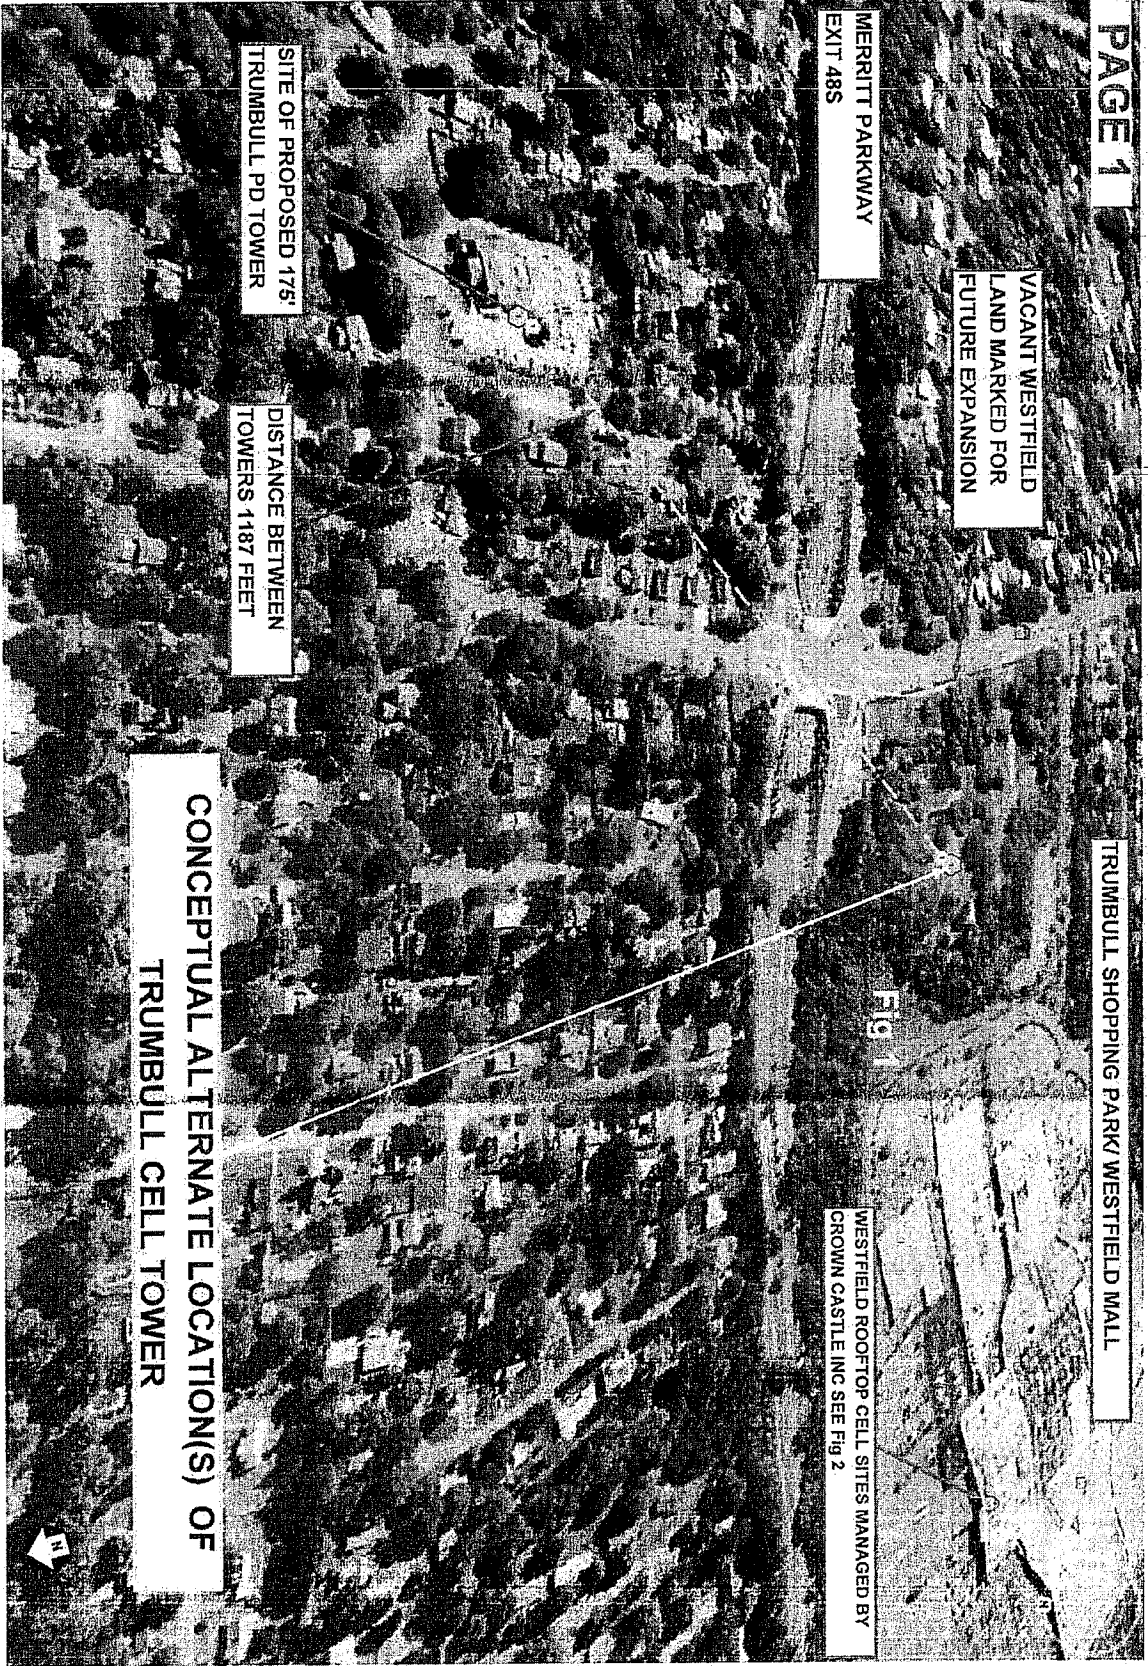 PAGE 1
TRUMBULL SHOPPING PARK/ WESTFIELD MALL
VACANT WESTFIELD
LAND MARKED FOR
FUTURE EXPANSION
MERRITT PARKWAY
EXIT 48S
Fig 1
WESTFIELD ROOFTOP CELL SITES MANAGED BY
CROWN CASTLE INC SEE Fig 2
SITE OF PROPOSED 175'
TRUMBULL PD TOWER
DISTANCE BETWEEN
TOWERS 1187 FEET
CONCEPTUAL ALTERNATE LOCATION(S) OF
TRUMBULL CELL TOWER
N